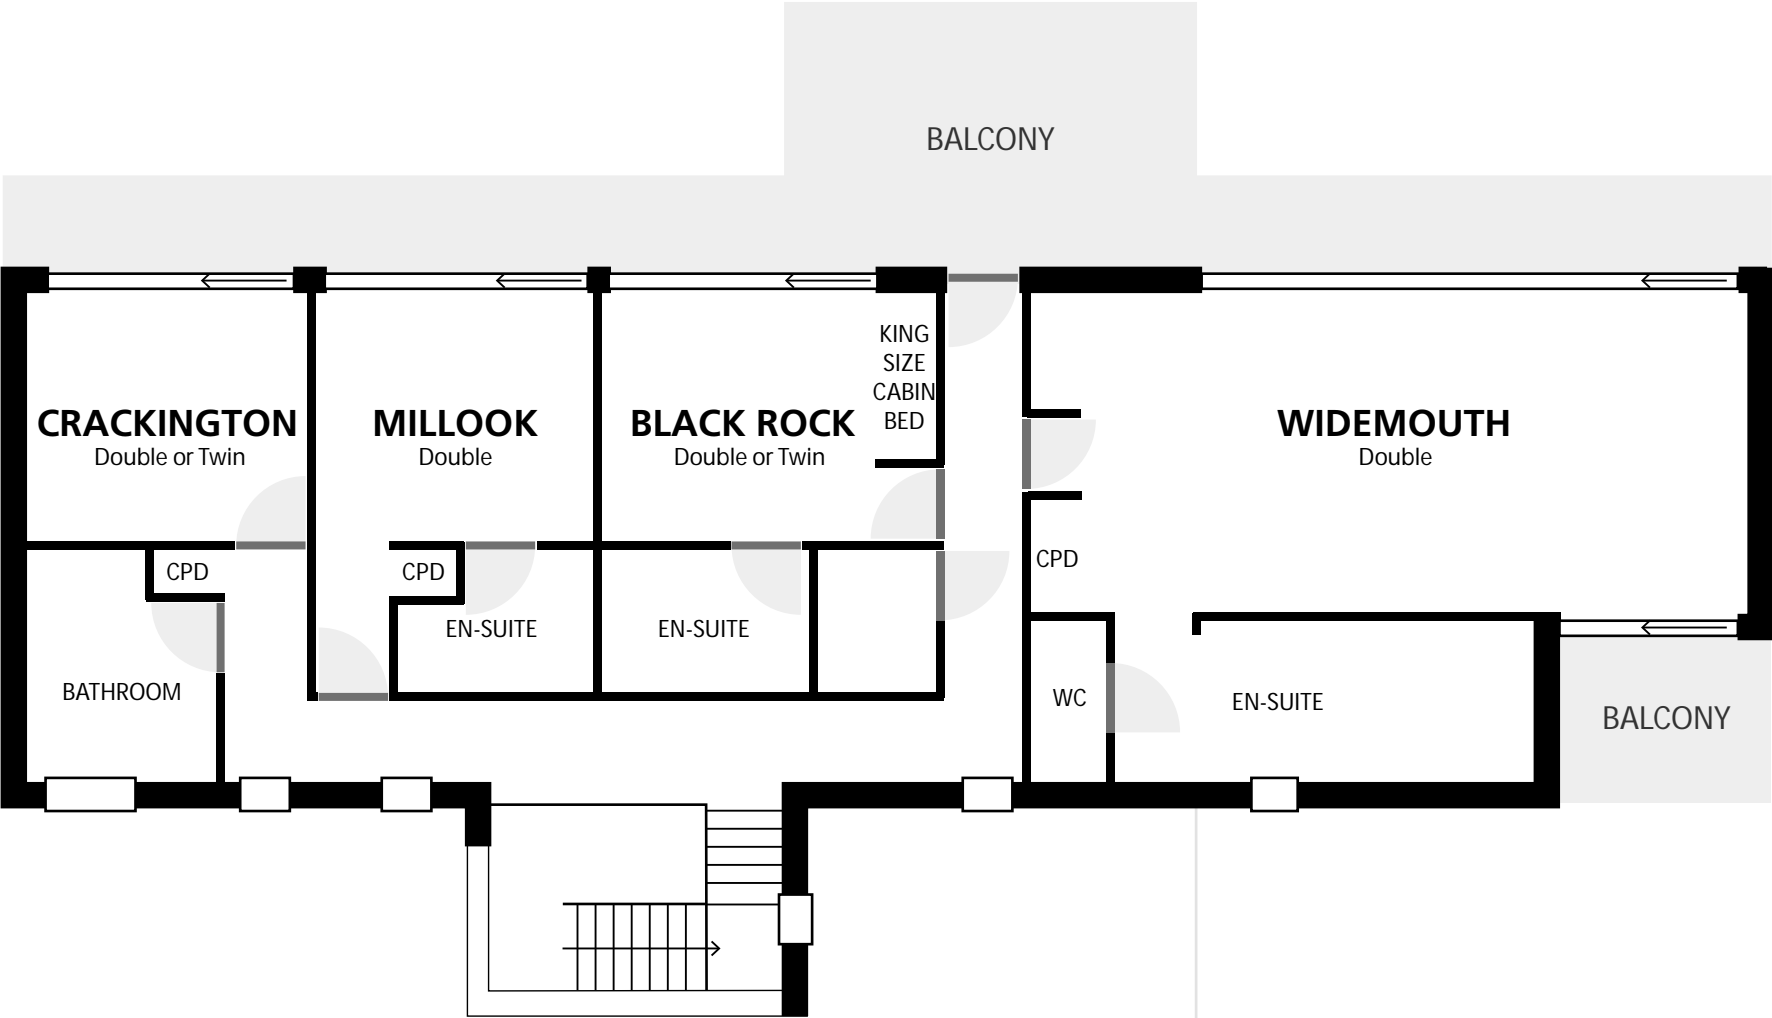 BALCONY
KING
SIZE
CABIN
BED
CRACKINGTON
Double or Twin
MILLOOK
Double
BLACK ROCK
Double or Twin
WIDEMOUTH
Double
CPD
CPD
CPD
EN-SUITE
EN-SUITE
BATHROOM
WC
EN-SUITE
BALCONY